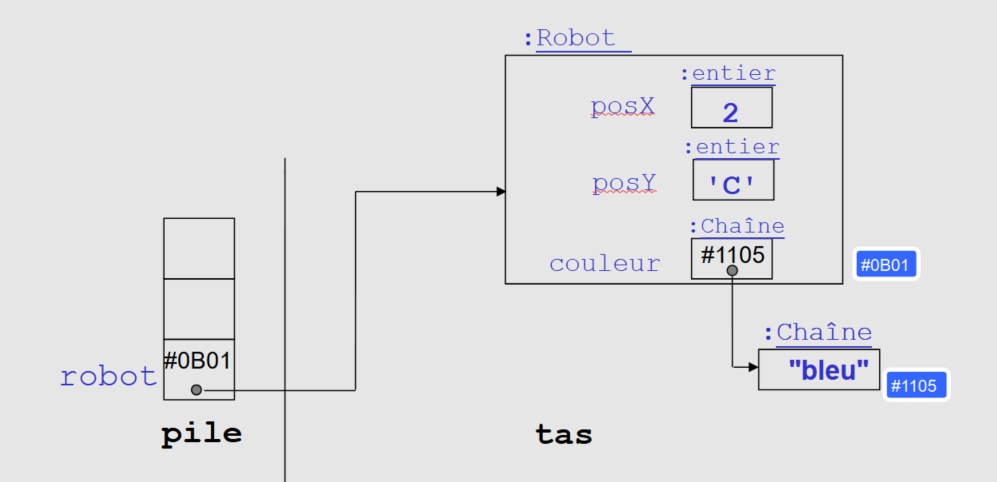 :Robot
:entier
posX
2
:entier
posY
'C'
:Chaîne
couleur
#1105
#0B01
:Chaîne
"bleu"
#1105
#0B01
robot
pile
tas